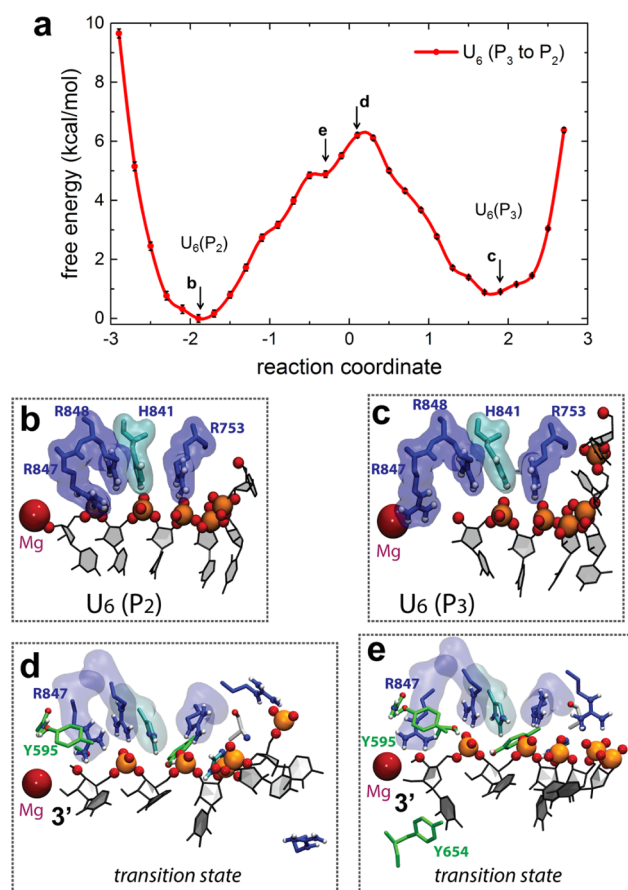 a
10
8
6
4
2
0
free energy (kcal/mol)
U₆ (P₃ to P₂)
e
d
U₆(P₂)
U₆(P₃)
b
c
-3 -2 -1 0 1 2 3
reaction coordinate
b
R848 H841
R753
R847
Mg
U₆ (P₂)
c
R848 H841 R753
R847
Mg
U₆ (P₃)
d
R847
Y595
Mg
3'
transition state
e
R847
Y595
Mg
3'
Y654
transition state